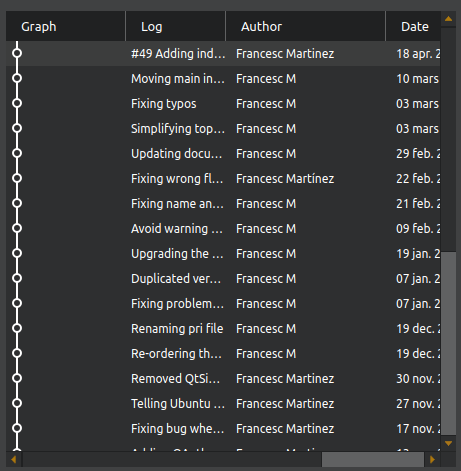 Graph Log Author Date
#49 Adding ind... Francesc Martinez 18 apr. 2
Moving main in... Francesc M 10 mars
Fixing typos Francesc M 03 mars
Simplifying top... Francesc M 03 mars
Updating docu... Francesc M 29 feb. 2
Fixing wrong fl... Francesc Martínez 22 feb. 2
Fixing name an... Francesc M 21 feb. 2
Avoid warning ... Francesc M 09 feb. 2
Upgrading the ... Francesc M 19 jan. 2
Duplicated ver... Francesc M 07 jan. 2
Fixing problem... Francesc M 07 jan. 2
Renaming pri file Francesc M 19 dec. 2
Re-ordering th... Francesc M 19 dec. 2
Removed QtSi... Francesc Martinez 30 nov. 2
Telling Ubuntu ... Francesc Martinez 27 nov. 2
Fixing bug whe... Francesc Martinez 17 nov. 2